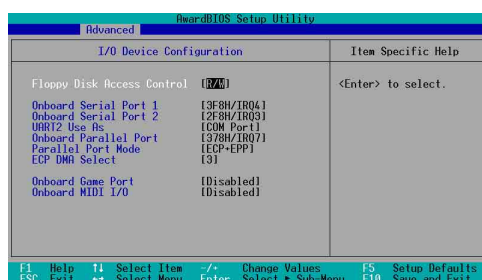 AwardBIOS Setup Utility
Advanced
I/O Device Configuration
Item Specific Help
Floppy Disk Access Control [R/W]
<Enter> to select.
Onboard Serial Port 1 [3F8H/IRQ4]
Onboard Serial Port 2 [2F8H/IRQ3]
UART2 Use As [COM Port]
Onboard Parallel Port [378H/IRQ7]
Parallel Port Mode [ECP+EPP]
ECP DMA Select [3]
Onboard Game Port [Disabled]
Onboard MIDI I/O [Disabled]
F1 Help ↑↓ Select Item -/+ Change Values F5 Setup Defaults
ESC Exit ←→ Select Menu Enter Select ▶ Sub-Menu F10 Save and Exit